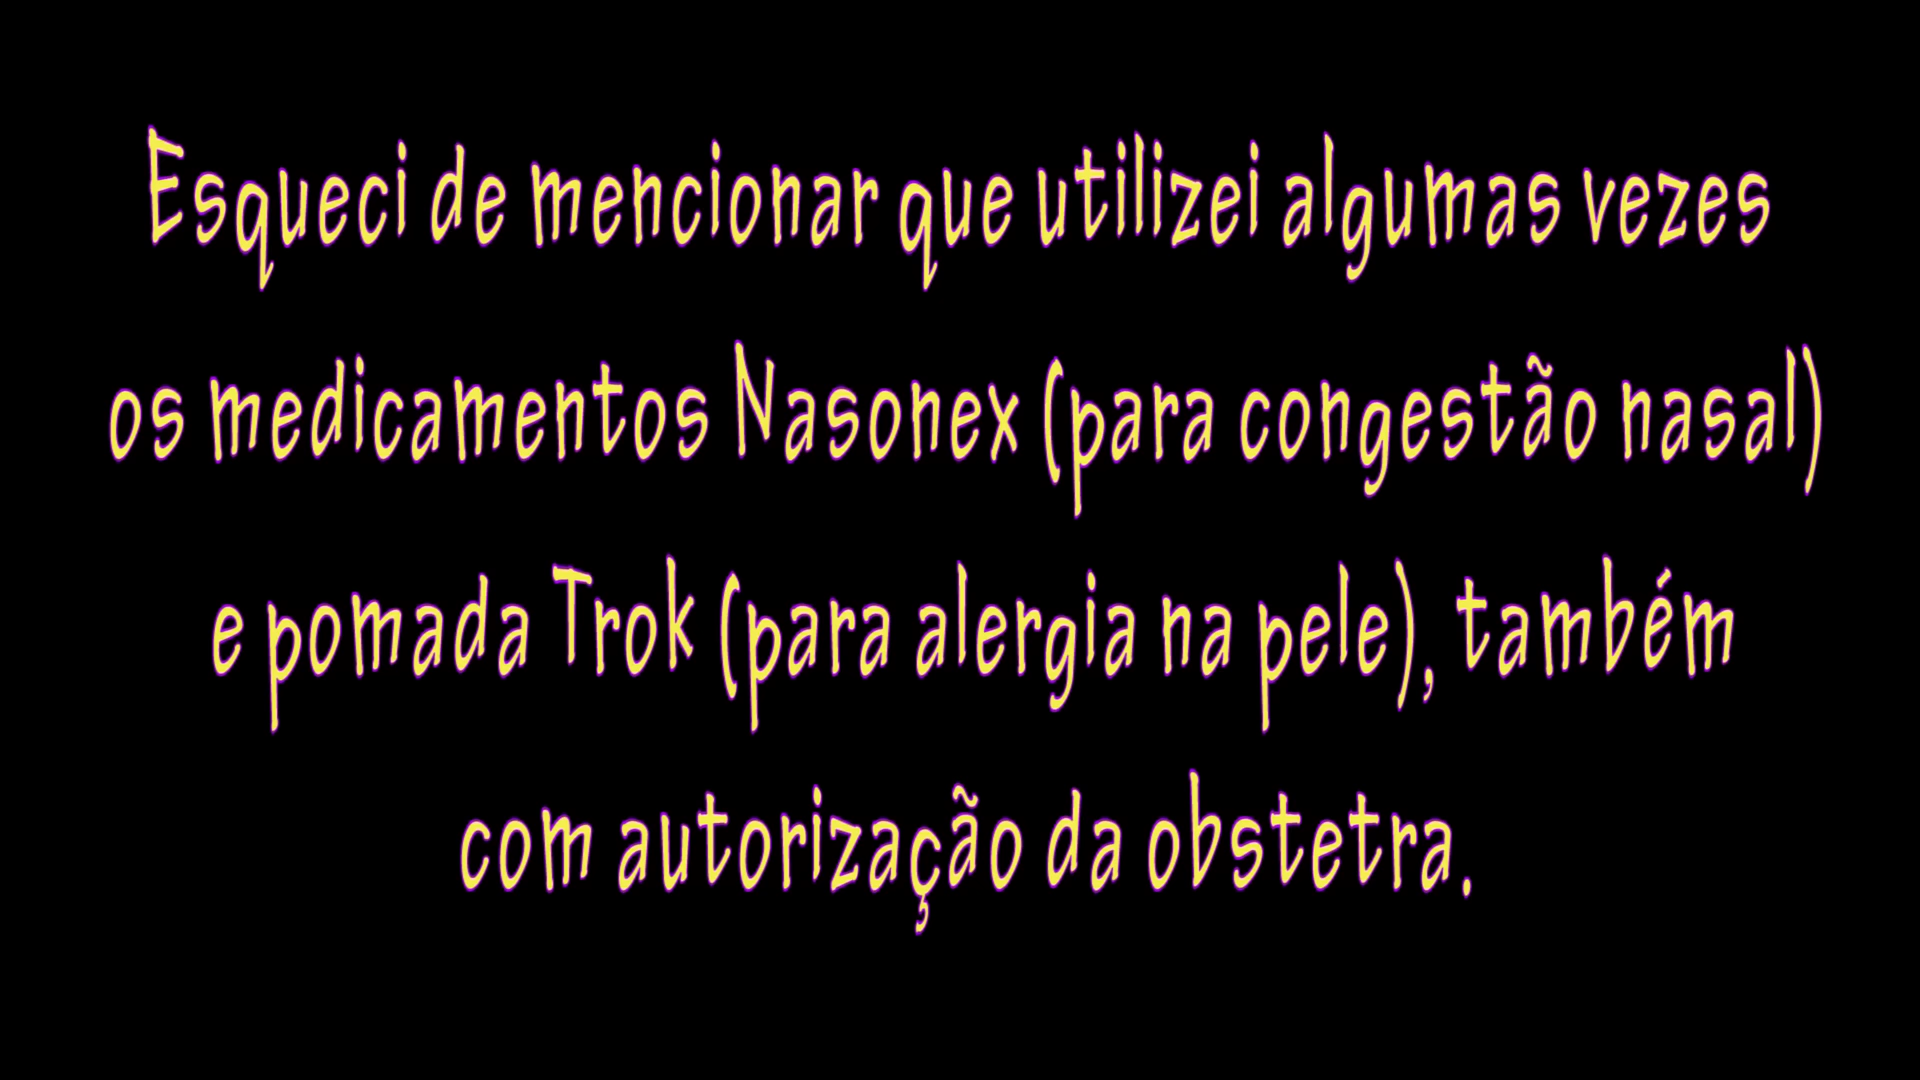 Esqueci de mencionar que utilizei algumas vezes
os medicamentos Nasonex (para congestão nasal)
e pomada Trok (para alergia na pele), também
com autorização da obstetra.